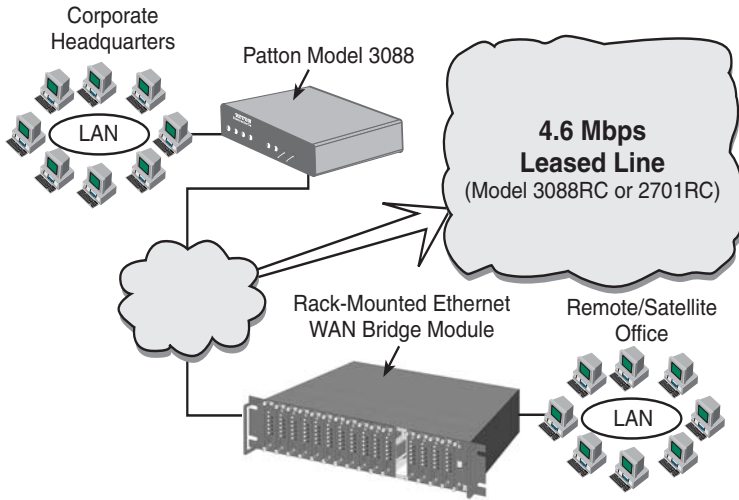 Corporate
Headquarters
LAN
Patton Model 3088
4.6 Mbps
Leased Line
(Model 3088RC or 2701RC)
Rack-Mounted Ethernet
WAN Bridge Module
Remote/Satellite
Office
LAN